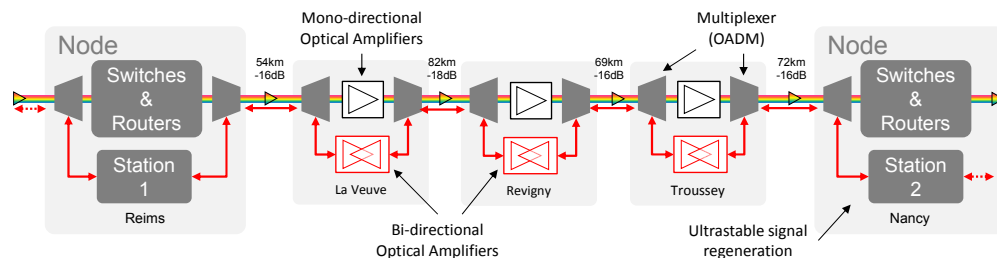 Mono-directional
Optical Amplifiers
Multiplexer
(OADM)
Node
Node
54km
-16dB
82km
-18dB
69km
-16dB
72km
-16dB
Switches
&
Routers
Switches
&
Routers
Station
1
Station
2
La Veuve
Revigny
Troussey
Reims
Nancy
Bi-directional
Optical Amplifiers
Ultrastable signal
regeneration